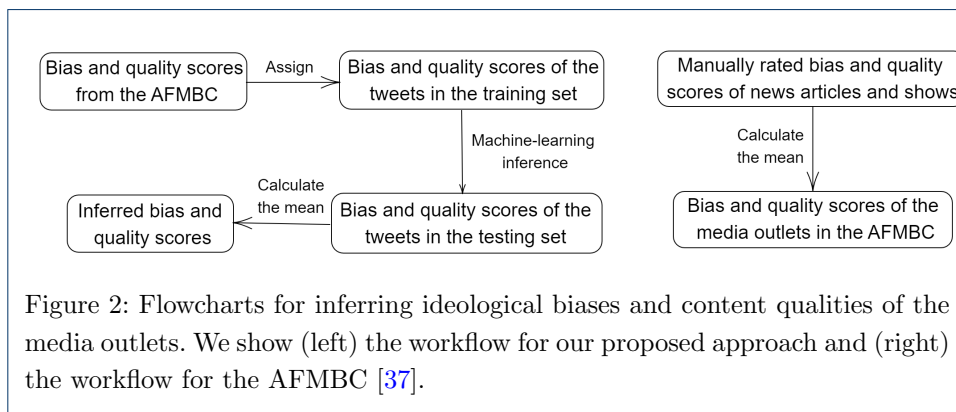 Bias and quality scores
from the AFMBC
Assign
Bias and quality scores of the
tweets in the training set
Machine-learning
inference
Bias and quality scores of the
tweets in the testing set
Calculate
the mean
Inferred bias and
quality scores
Manually rated bias and quality
scores of news articles and shows
Calculate
the mean
Bias and quality scores of the
media outlets in the AFMBC
Figure 2: Flowcharts for inferring ideological biases and content qualities of the
media outlets. We show (left) the workflow for our proposed approach and (right)
the workflow for the AFMBC [37].